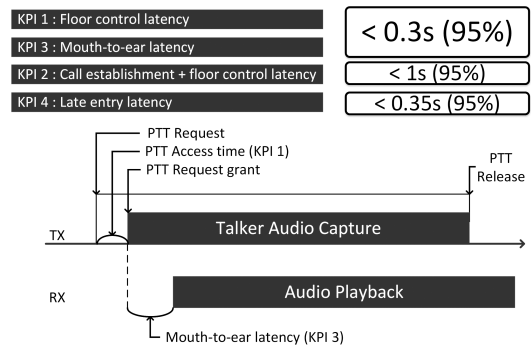 KPI 1 : Floor control latency
KPI 3 : Mouth-to-ear latency
< 0.3s (95%)
KPI 2 : Call establishment + floor control latency
< 1s (95%)
KPI 4 : Late entry latency
< 0.35s (95%)
PTT Request
PTT Access time (KPI 1)
PTT Request grant
PTT
Release
TX
Talker Audio Capture
RX
Audio Playback
Mouth-to-ear latency (KPI 3)